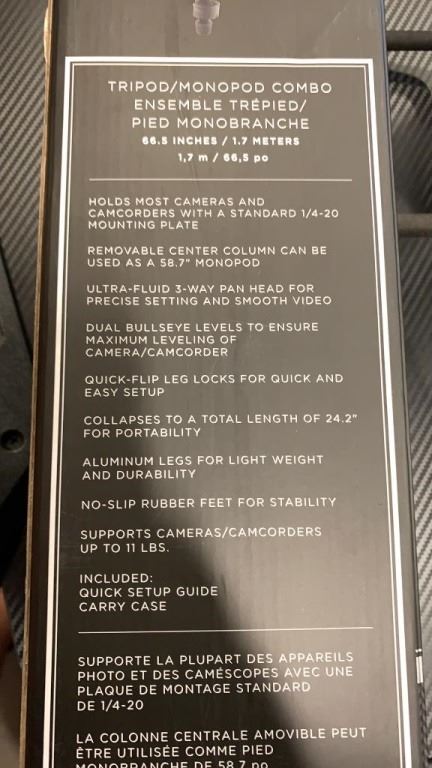 TRIPOD/MONOPOD COMBO
ENSEMBLE TRÉPIED/
PIED MONOBRANCHE
66.5 INCHES / 1.7 METERS
1,7 m / 66,5 po
HOLDS MOST CAMERAS AND
CAMCORDERS WITH A STANDARD 1/4-20
MOUNTING PLATE
REMOVABLE CENTER COLUMN CAN BE
USED AS A 58.7" MONOPOD
ULTRA-FLUID 3-WAY PAN HEAD FOR
PRECISE SETTING AND SMOOTH VIDEO
DUAL BULLSEYE LEVELS TO ENSURE
MAXIMUM LEVELING OF
CAMERA/CAMCORDER
QUICK-FLIP LEG LOCKS FOR QUICK AND
EASY SETUP
COLLAPSES TO A TOTAL LENGTH OF 24.2"
FOR PORTABILITY
ALUMINUM LEGS FOR LIGHT WEIGHT
AND DURABILITY
NO-SLIP RUBBER FEET FOR STABILITY
SUPPORTS CAMERAS/CAMCORDERS
UP TO 11 LBS.
INCLUDED:
QUICK SETUP GUIDE
CARRY CASE
SUPPORTE LA PLUPART DES APPAREILS
PHOTO ET DES CAMÉSCOPES AVEC UNE
PLAQUE DE MONTAGE STANDARD
DE 1/4-20
LA COLONNE CENTRALE AMOVIBLE PEUT
ÊTRE UTILISÉE COMME PIED
MONOBRANCHE DE 58,7 po